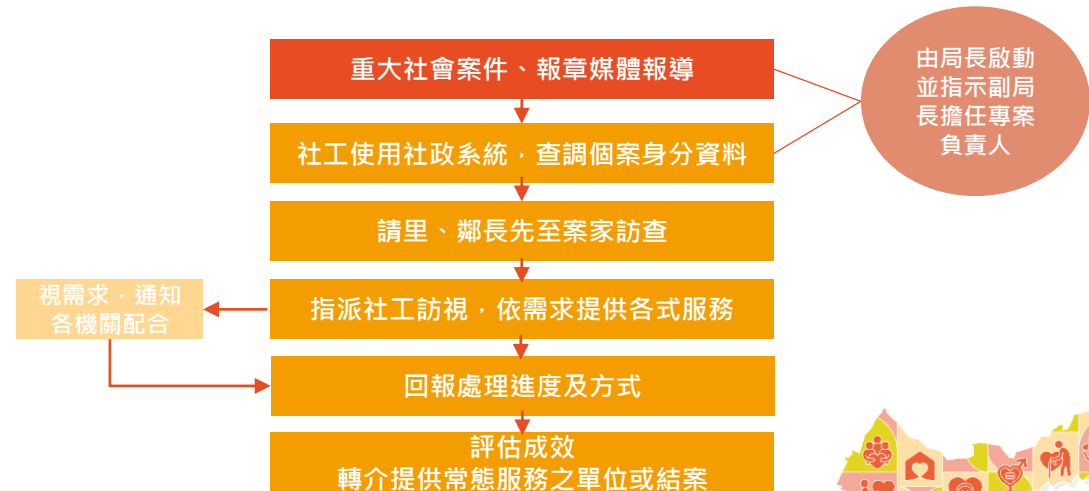 重大社會案件、報章媒體報導
由局長啟動
並指示副局
長擔任專案
負責人
社工使用社政系統，查調個案身分資料
請里、鄰長先至案家訪查
指派社工訪視，依需求提供各式服務
視需求，通知
各機關配合
回報處理進度及方式
評估成效
轉介提供常態服務之單位或結案